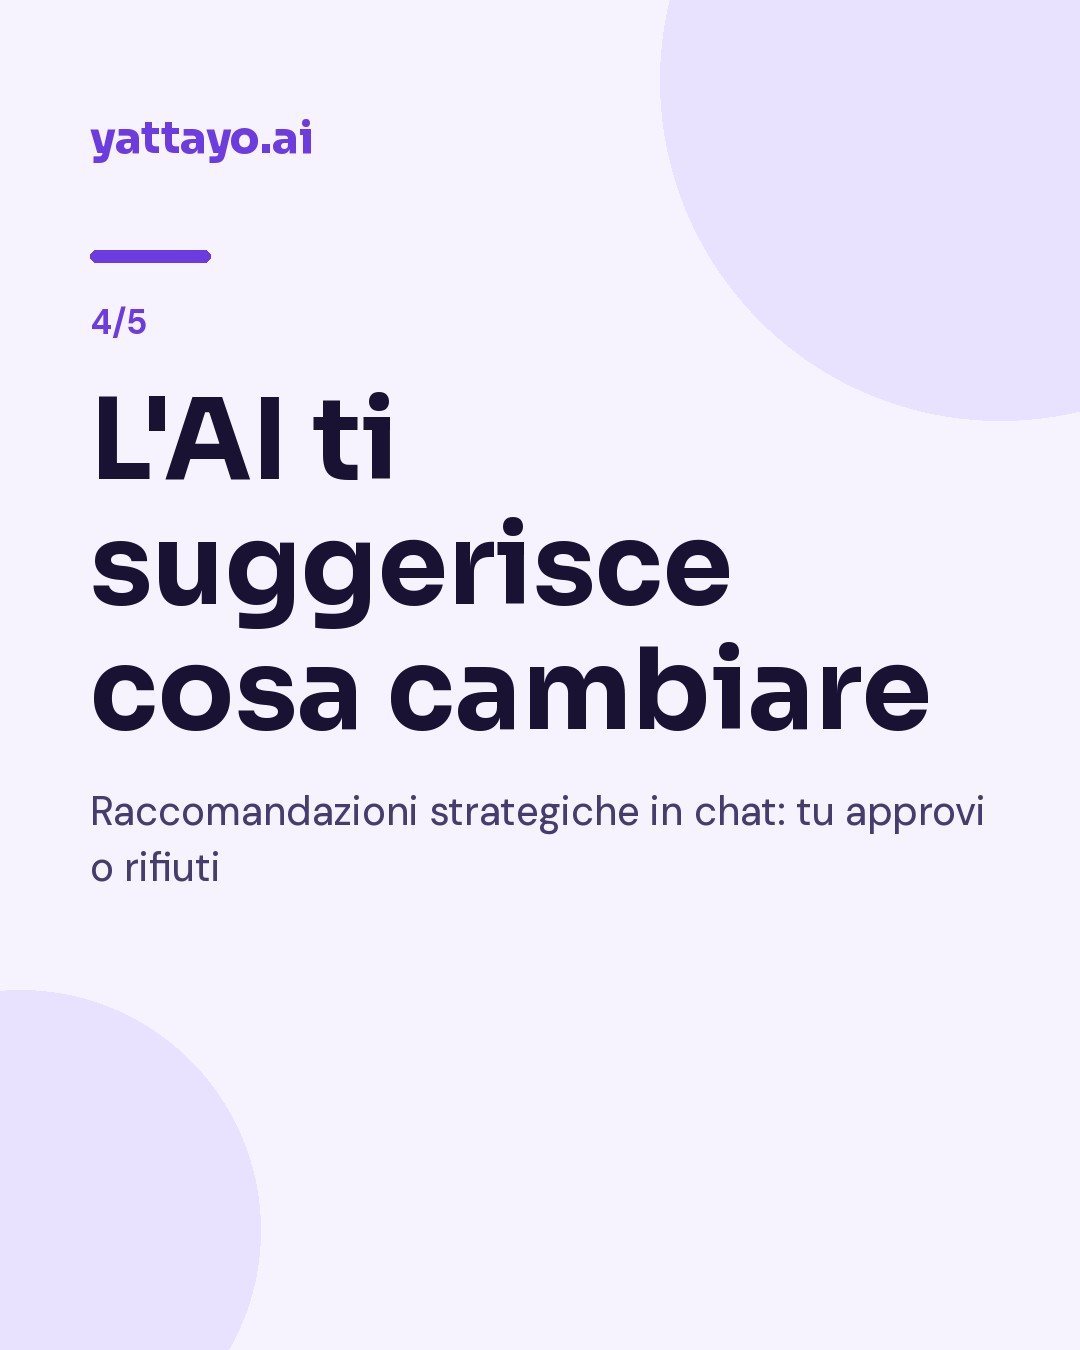 yattayo.ai
4/5
L'AI ti
suggerisce
cosa cambiare
Raccomandazioni strategiche in chat: tu approvi
o rifiuti